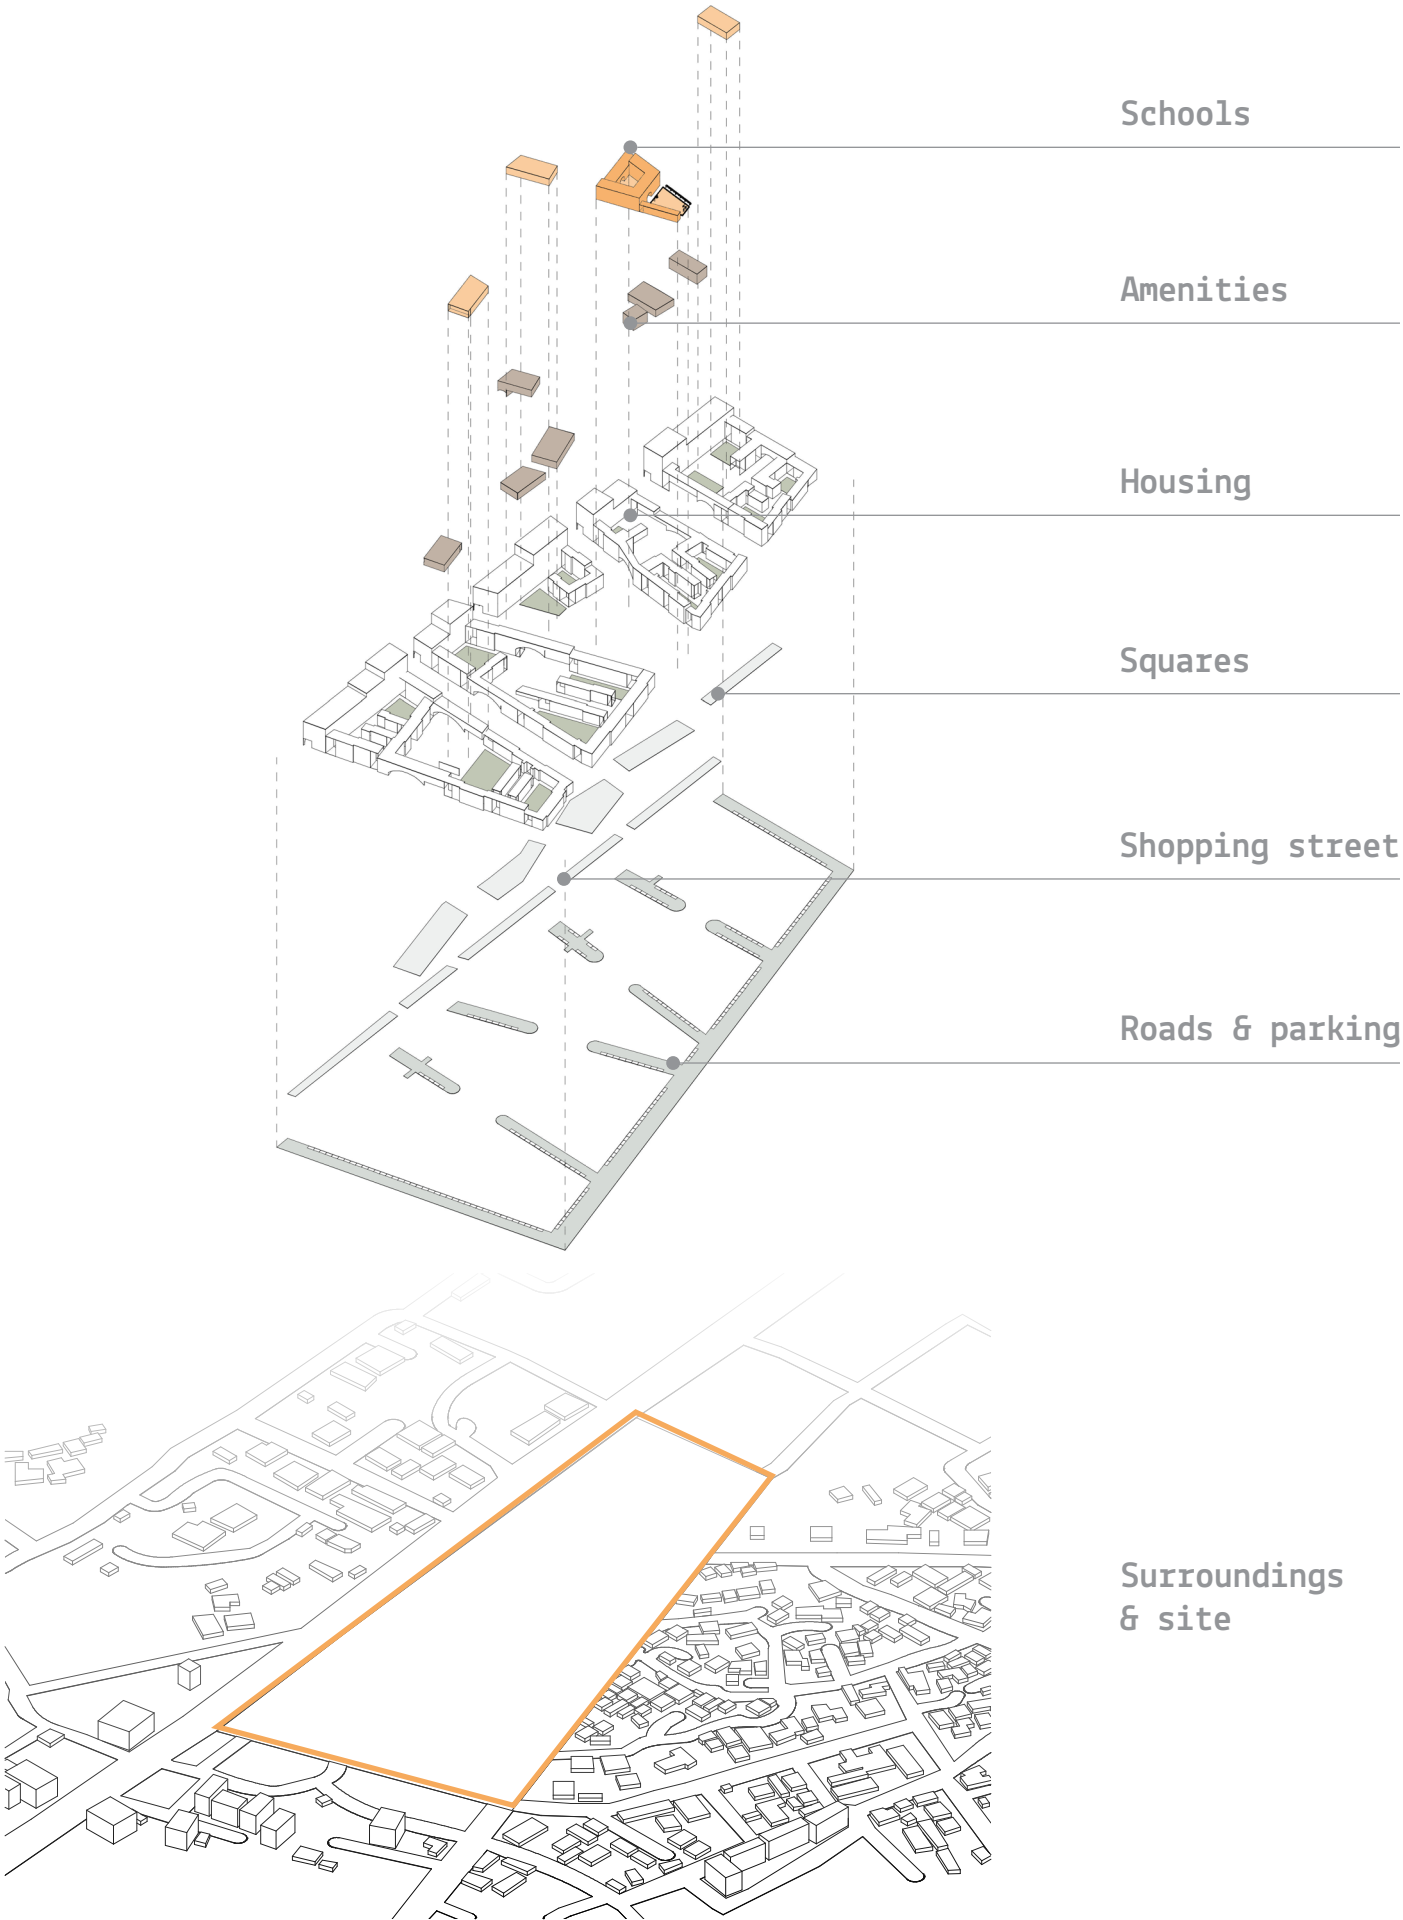 Schools
Amenities
Housing
Squares
Shopping street
Roads & parking
Surroundings
& site